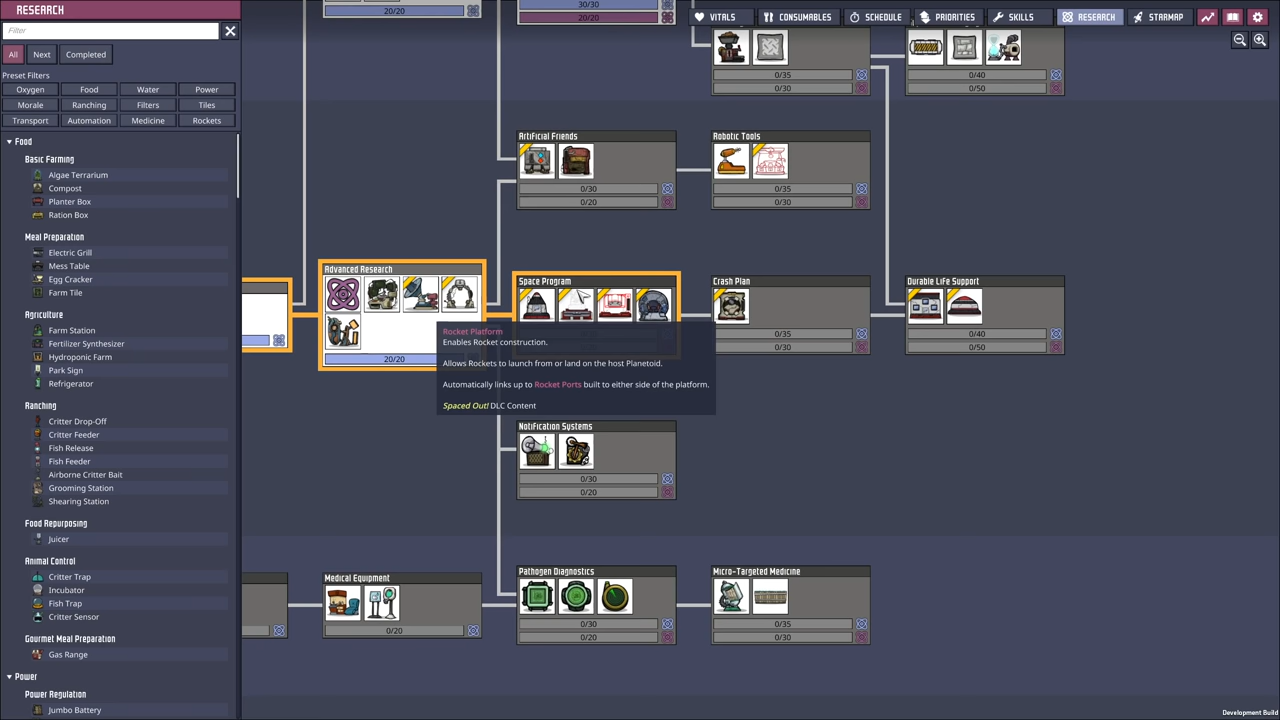 RESEARCH
Filter
All
Next
Completed
Preset Filters
Oxygen
Food
Water
Power
Morale
Ranching
Filters
Tiles
Transport
Automation
Medicine
Rockets
Food
Basic Farming
Algae Terrarium
Compost
Planter Box
Ration Box
Meal Preparation
Electric Grill
Mess Table
Egg Cracker
Farm Tile
Agriculture
Farm Station
Fertilizer Synthesizer
Hydroponic Farm
Park Sign
Refrigerator
Ranching
Critter Drop-Off
Critter Feeder
Fish Release
Fish Feeder
Airborne Critter Bait
Grooming Station
Shearing Station
Food Repurposing
Juicer
Animal Control
Critter Trap
Incubator
Fish Trap
Critter Sensor
Gourmet Meal Preparation
Gas Range
Power
Power Regulation
Jumbo Battery
VITALS
CONSUMABLES
SCHEDULE
PRIORITIES
SKILLS
RESEARCH
STARMAP
20/20
30/30
20/20
0/35
0/30
0/40
0/50
Artificial Friends
0/30
0/20
Robotic Tools
0/35
0/30
Advanced Research
20/20
Space Program
Crash Plan
0/35
0/30
Durable Life Support
0/40
0/50
Rocket Platform
Enables Rocket construction.
Allows Rockets to launch from or land on the host Planetoid.
Automatically links up to Rocket Ports built to either side of the platform.
Spaced Out! DLC Content
Notification Systems
0/30
0/20
Medical Equipment
0/20
Pathogen Diagnostics
0/30
0/20
Micro-Targeted Medicine
0/35
0/30
Development Build